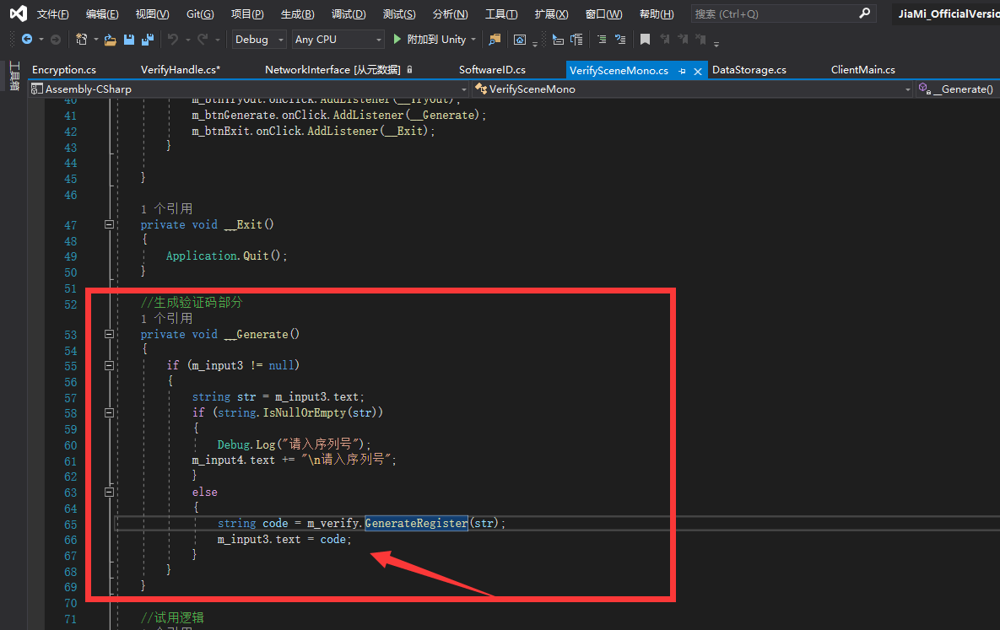 文件(F) 编辑(E) 视图(V) Git(G) 项目(P) 生成(B) 调试(D) 测试(S) 分析(N) 工具(T) 扩展(X) 窗口(W) 帮助(H) 搜索 (Ctrl+Q) JiaMi_OfficialVersio
Debug Any CPU 附加到 Unity
工具箱
Encryption.cs VerifyHandle.cs* NetworkInterface [从元数据] SoftwareID.cs VerifySceneMono.cs DataStorage.cs ClientMain.cs
Assembly-CSharp VerifySceneMono __Generate()
40 m_btnTryOut.onClick.AddListener(__TryOut);
41 m_btnGenerate.onClick.AddListener(__Generate);
42 m_btnExit.onClick.AddListener(__Exit);
43 }
44
45 }
46
1 个引用
47 private void __Exit()
48 {
49 Application.Quit();
50 }
51
52 //生成验证码部分
1 个引用
53 private void __Generate()
54 {
55 if (m_input3 != null)
56 {
57 string str = m_input3.text;
58 if (string.IsNullOrEmpty(str))
59 {
60 Debug.Log("请入序列号");
61 m_input4.text += "\n请入序列号";
62 }
63 else
64 {
65 string code = m_verify.GenerateRegister(str);
66 m_input3.text = code;
67 }
68 }
69 }
70
71 //试用逻辑
1 个引用